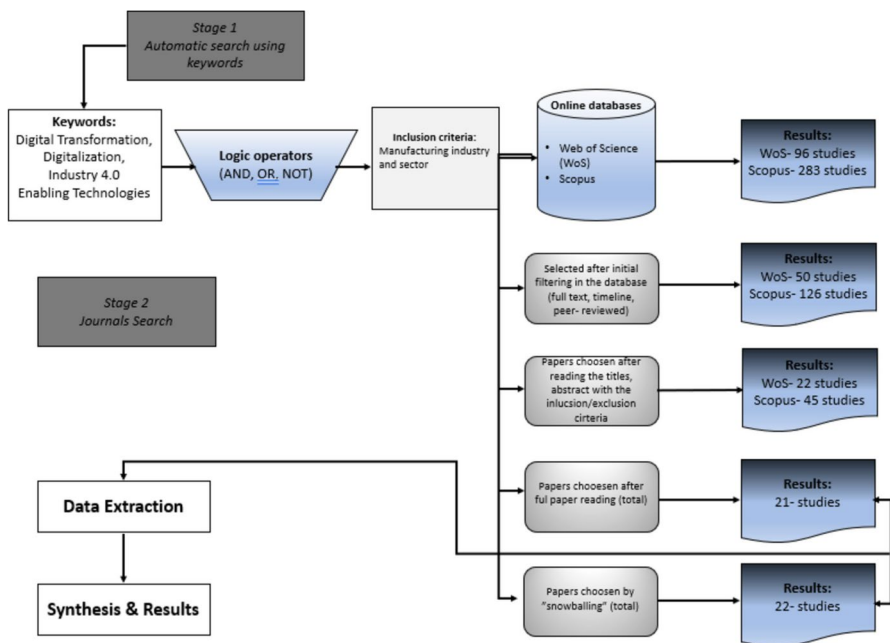 Stage 1
Automatic search using
keywords
Keywords:
Digital Transformation,
Digitalization,
Industry 4.0
Enabling Technologies
Logic operators
(AND, OR, NOT)
Inclusion criteria:
Manufacturing industry
and sector
Online databases
• Web of Science
(WoS)
• Scopus
Results:
WoS- 96 studies
Scopus- 283 studies
Selected after initial
filtering in the database
(full text, timeline,
peer- reviewed)
Results:
WoS- 50 studies
Scopus- 126 studies
Stage 2
Journals Search
Papers choosen after
reading the titles,
abstract with the
inlucsion/exclusion
cirteria
Results:
WoS- 22 studies
Scopus- 45 studies
Papers chooesen after
ful paper reading (total)
Results:
21- studies
Data Extraction
Synthesis & Results
Papers choosen by
"snowballing" (total)
Results:
22- studies